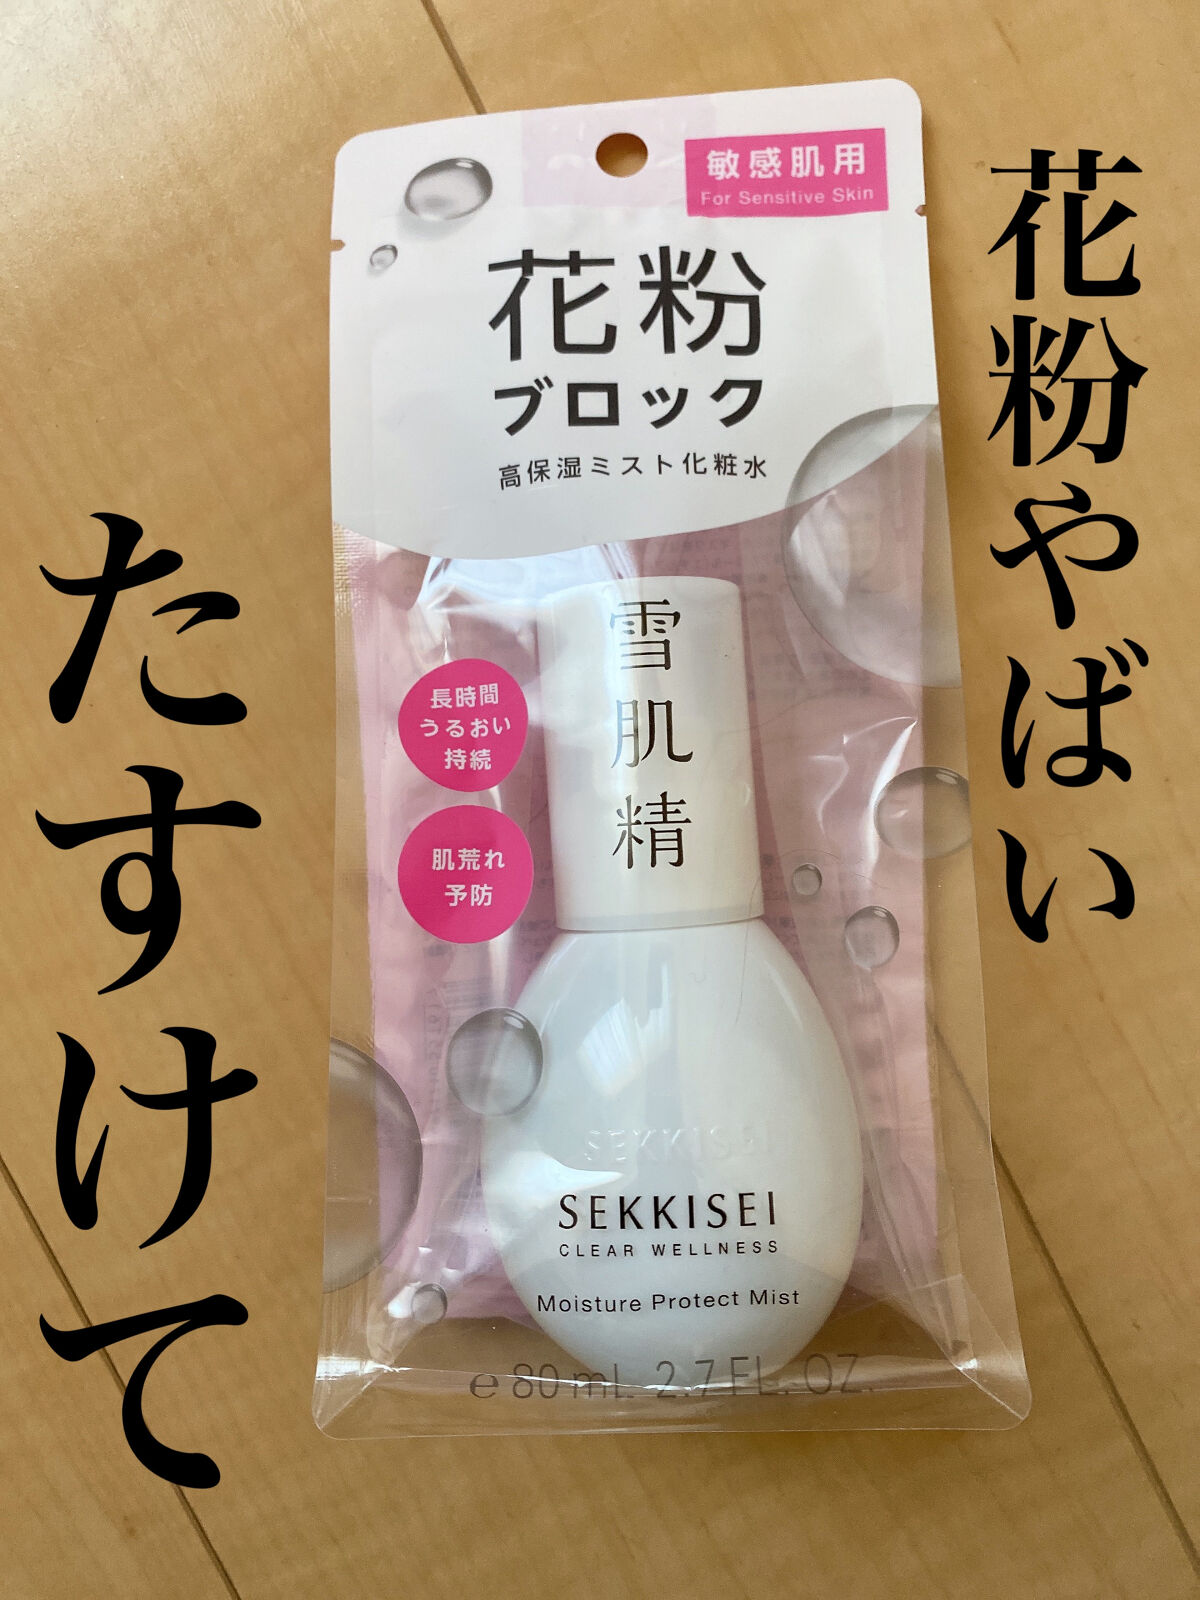 花粉やばい
たすけて
敏感肌用
For Sensitive Skin
花粉
ブロック
高保湿ミスト化粧水
雪肌精
長時間
うるおい
持続
肌荒れ
予防
SEKKISEI
SEKKISEI
CLEAR WELLNESS
Moisture Protect Mist
e 80 mL 2.7 FL. OZ.